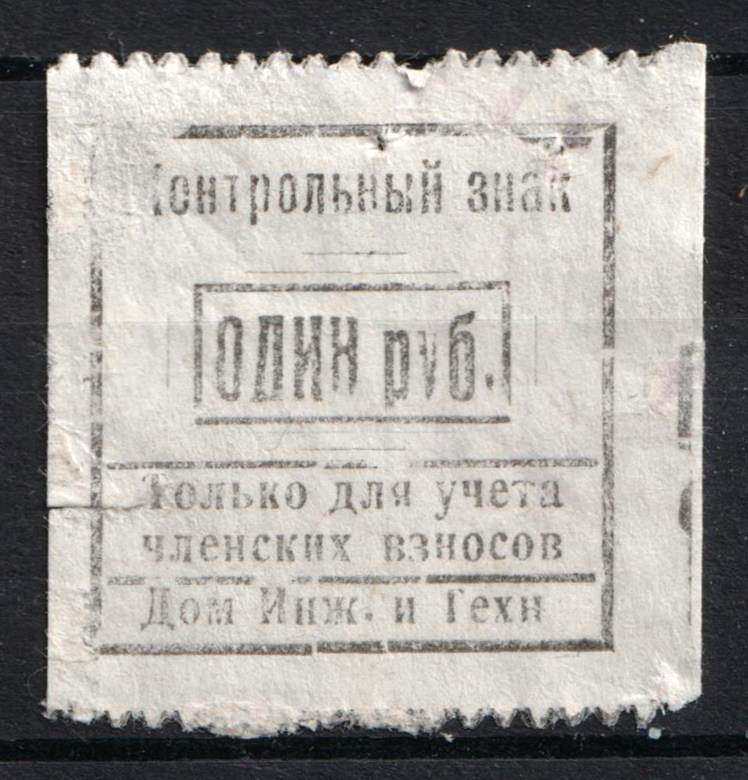 Контрольный знак
ОДИН руб.
Только для учета
членских взносов
Дом Инж. и Техн